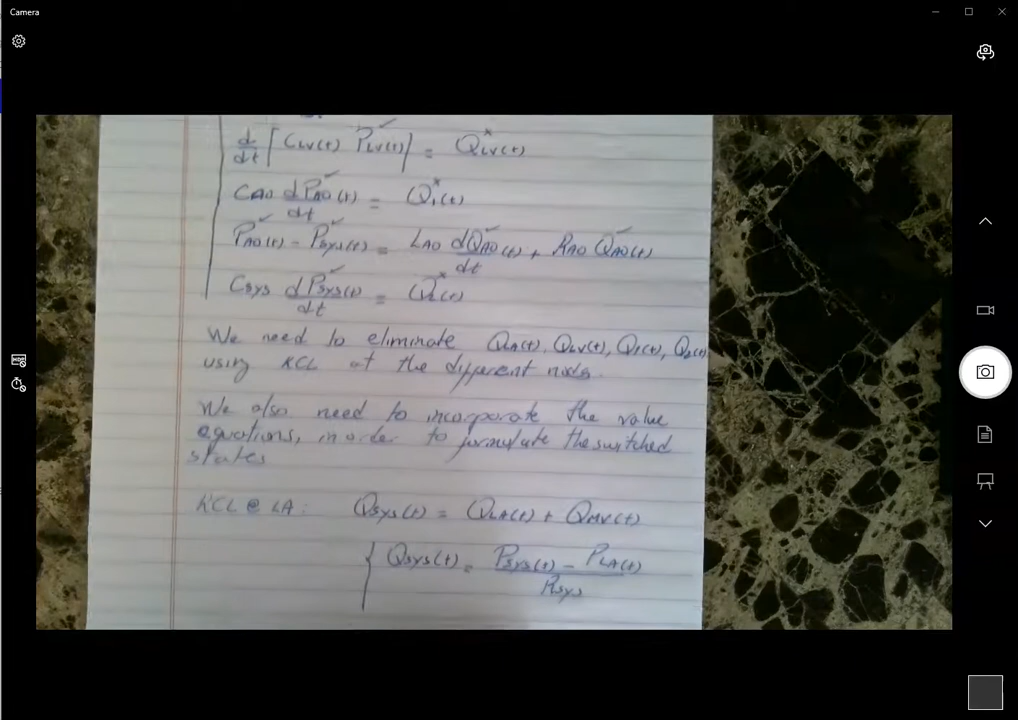 Camera
d/dt [CLV(t) PLV(t)] = QLV(t)
CAO dPAO(t)/dt = Q1(t)
PAO(t) - PSYS(t) = LAO dQAO(t)/dt + RAO QAO(t)
CSYS dPSYS(t)/dt = Q2(t)
We need to eliminate QLA(t), QLV(t), Q1(t), Q2(t)
using KCL at the different nodes.
We also need to incorporate the value
equations, in order to formulate the switched
states
KCL @ LA: QSYS(t) = QLA(t) + QMV(t)
{ QSYS(t) = PSYS(t) - PLA(t) / RSYS